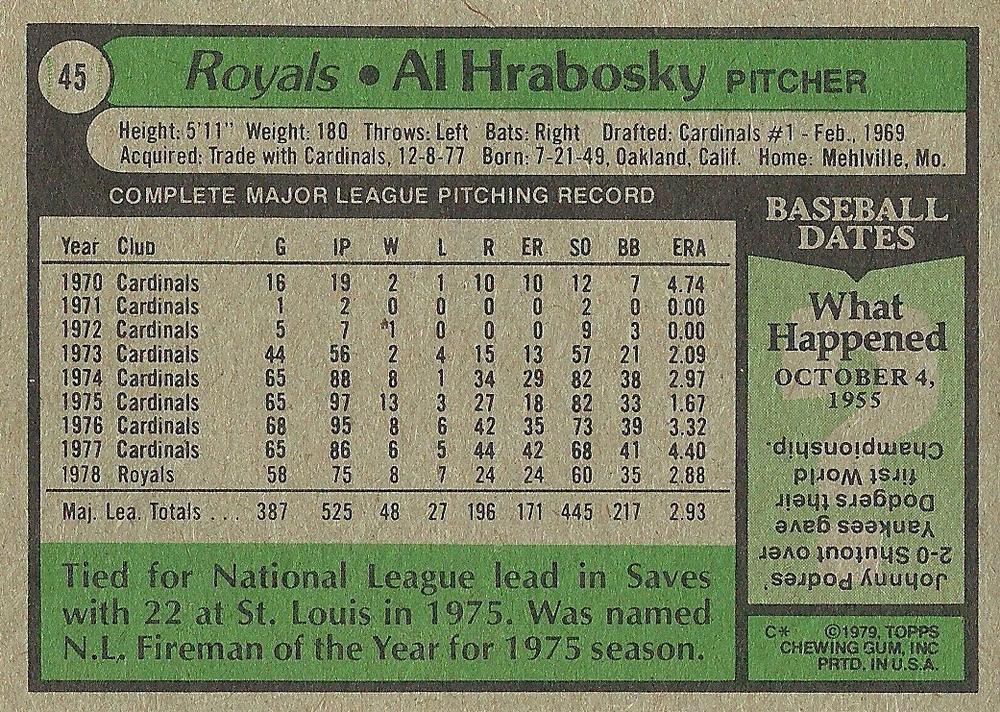 45
Royals • Al Hrabosky PITCHER
Height: 5'11" Weight: 180 Throws: Left Bats: Right Drafted: Cardinals #1 - Feb., 1969
Acquired: Trade with Cardinals, 12-8-77 Born: 7-21-49, Oakland, Calif. Home: Mehlville, Mo.
COMPLETE MAJOR LEAGUE PITCHING RECORD
Year Club G IP W L R ER SO BB ERA
1970 Cardinals 16 19 2 1 10 10 12 7 4.74
1971 Cardinals 1 2 0 0 0 0 2 0 0.00
1972 Cardinals 5 7 1 0 0 0 9 3 0.00
1973 Cardinals 44 56 2 4 15 13 57 21 2.09
1974 Cardinals 65 88 8 1 34 29 82 38 2.97
1975 Cardinals 65 97 13 3 27 18 82 33 1.67
1976 Cardinals 68 95 8 6 42 35 73 39 3.32
1977 Cardinals 65 86 6 5 44 42 68 41 4.40
1978 Royals 58 75 8 7 24 24 60 35 2.88
Maj. Lea. Totals ... 387 525 48 27 196 171 445 217 2.93
Tied for National League lead in Saves
with 22 at St. Louis in 1975. Was named
N.L. Fireman of the Year for 1975 season.
BASEBALL
DATES
What
Happened
OCTOBER 4,
1955
Johnny Podres'
2-0 Shutout over
Yankees gave
Dodgers their
first World
Championship.
C* ©1979, TOPPS
CHEWING GUM, INC
PRTD. IN U.S.A.